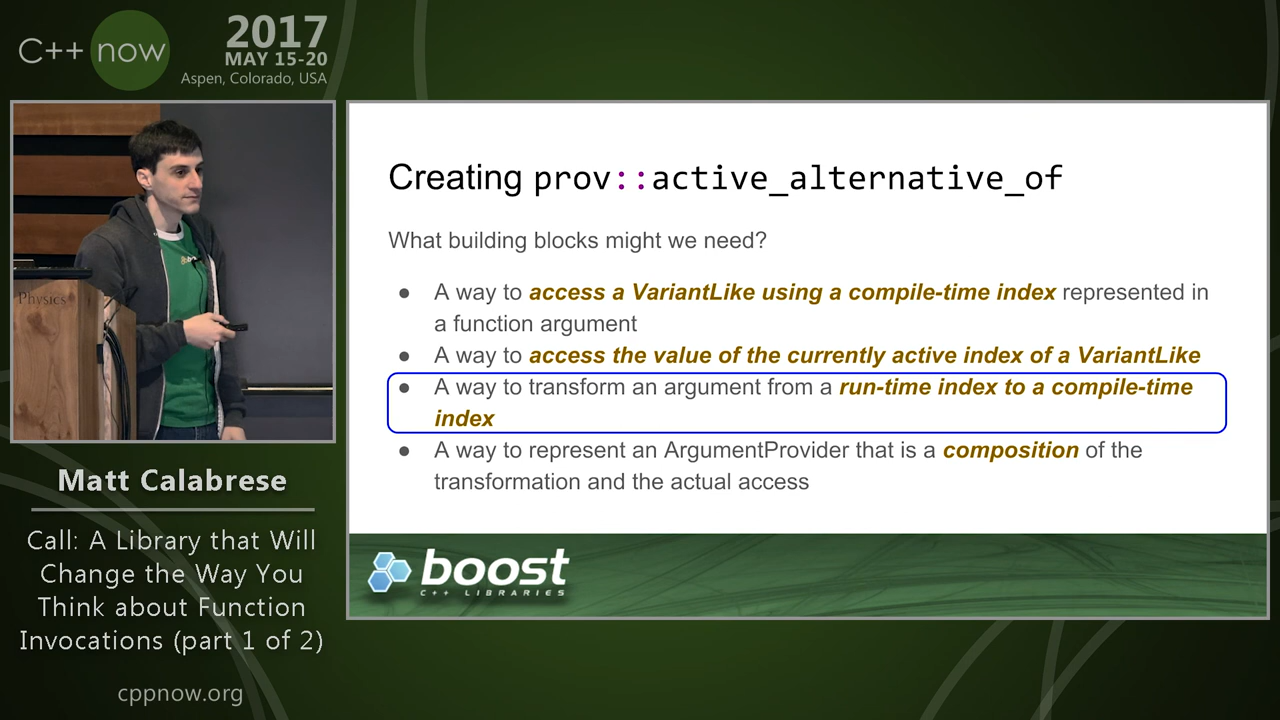 C++ now
2017
MAY 15-20
Aspen, Colorado, USA
Physics
Matt Calabrese
Call: A Library that Will
Change the Way You
Think about Function
Invocations (part 1 of 2)
cppnow.org
Creating prov::active_alternative_of
What building blocks might we need?
● A way to access a VariantLike using a compile-time index represented in
a function argument
● A way to access the value of the currently active index of a VariantLike
● A way to transform an argument from a run-time index to a compile-time
index
● A way to represent an ArgumentProvider that is a composition of the
transformation and the actual access
boost
C++ LIBRARIES